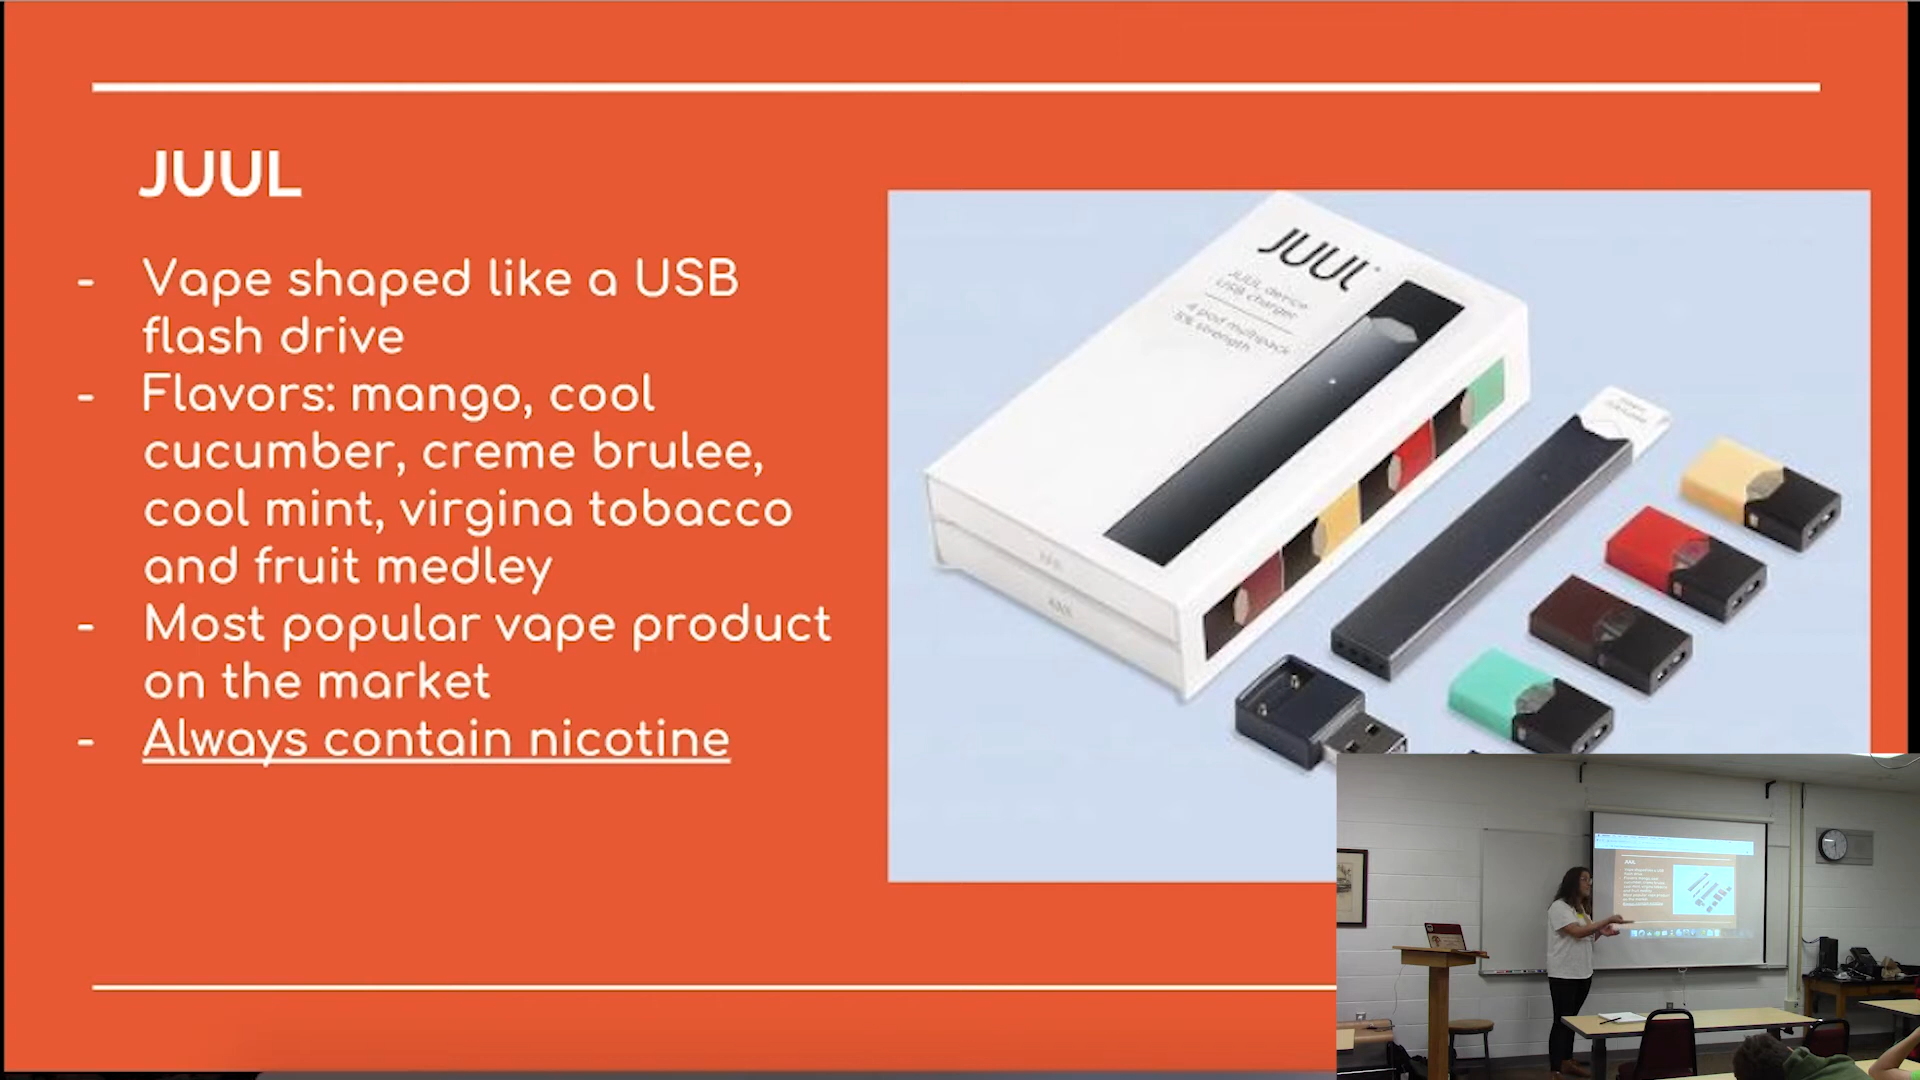 JUUL
- Vape shaped like a USB
flash drive
- Flavors: mango, cool
cucumber, creme brulee,
cool mint, virgina tobacco
and fruit medley
- Most popular vape product
on the market
- Always contain nicotine
JUUL
JUUL device
USB charger
4 pod multipack
5% strength
JUUL